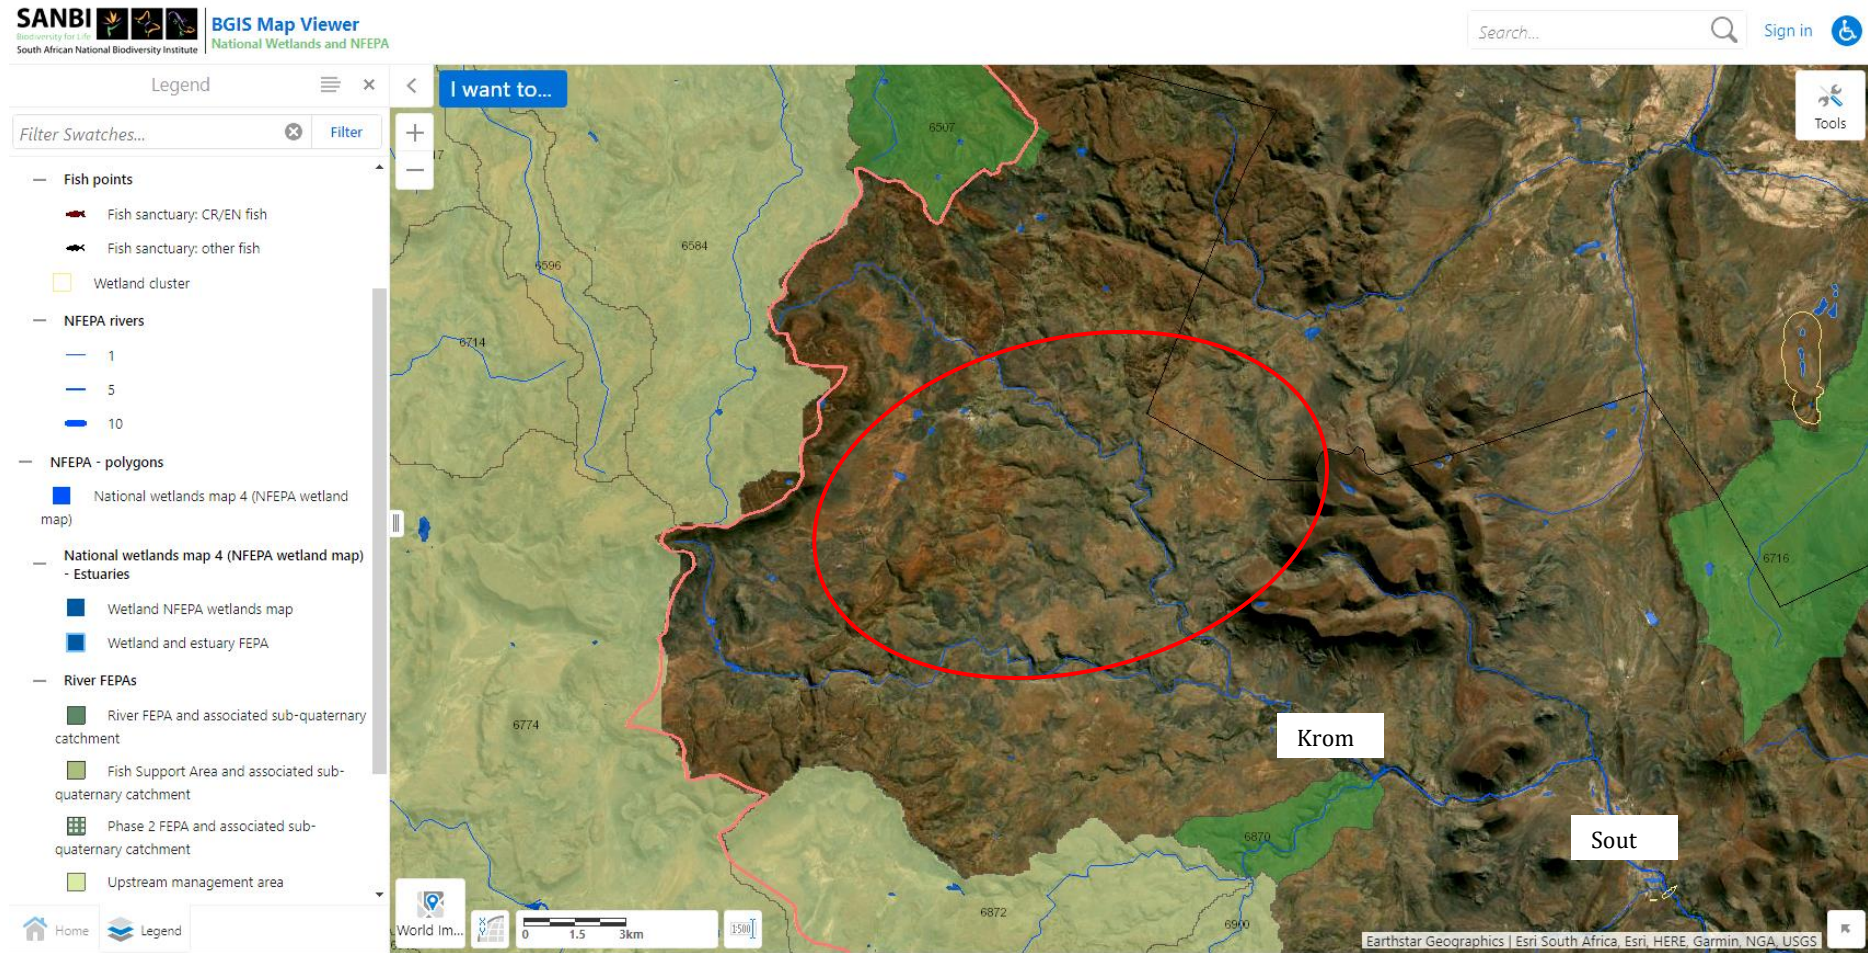 SANBI
Biodiversity for Life
South African National Biodiversity Institute
BGIS Map Viewer
National Wetlands and NFEPA
Search...
Sign in
Legend
Filter Swatches...
Filter
Fish points
Fish sanctuary: CR/EN fish
Fish sanctuary: other fish
Wetland cluster
NFEPA rivers
1
5
10
NFEPA - polygons
National wetlands map 4 (NFEPA wetland
map)
National wetlands map 4 (NFEPA wetland map)
- Estuaries
Wetland NFEPA wetlands map
Wetland and estuary FEPA
River FEPAs
River FEPA and associated sub-quaternary
catchment
Fish Support Area and associated sub-
quaternary catchment
Phase 2 FEPA and associated sub-
quaternary catchment
Upstream management area
Home
Legend
I want to...
Tools
17
6507
6584
6596
6714
6716
6774
Krom
6870
Sout
6872
6900
World Im...
0 1.5 3km
1:500
Earthstar Geographics | Esri South Africa, Esri, HERE, Garmin, NGA, USGS